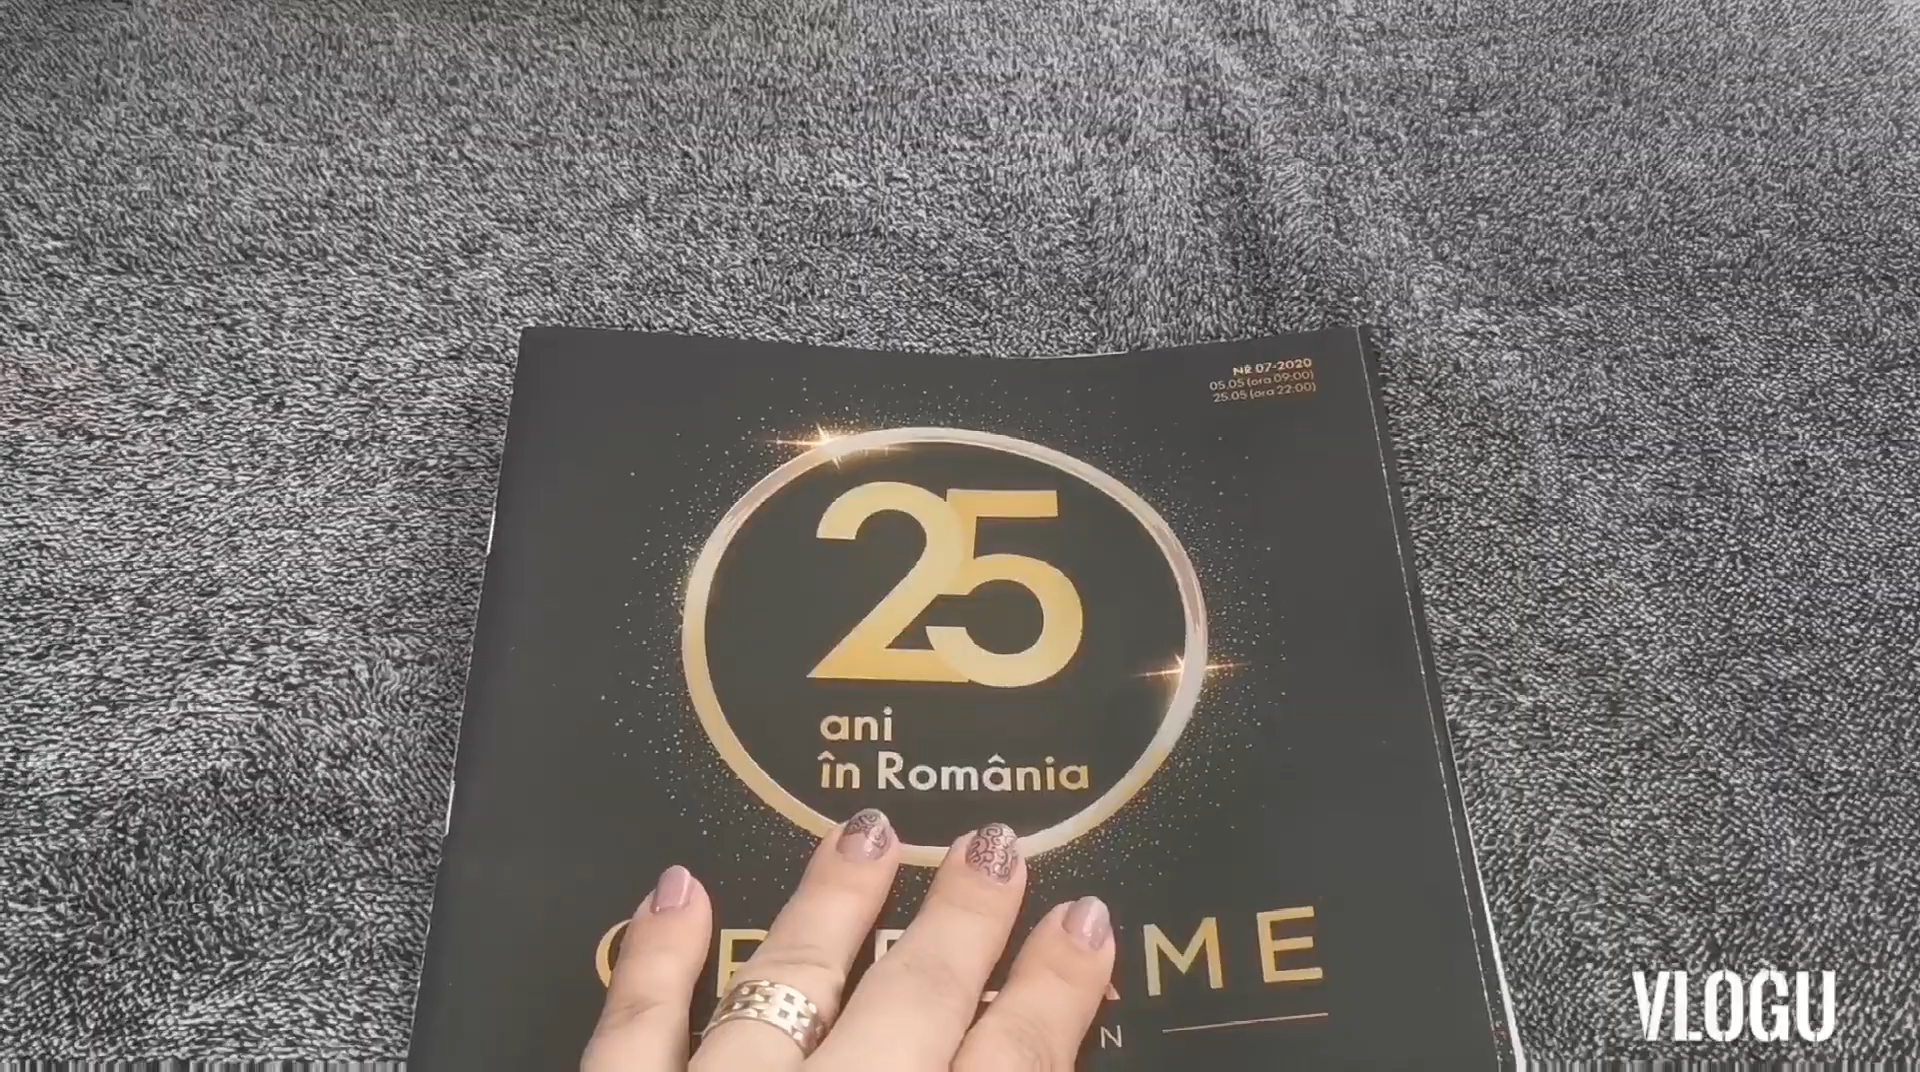 NR 07-2020
05.05 (ora 09:00)
25.05 (ora 22:00)
25
ani
în România
VLOGU